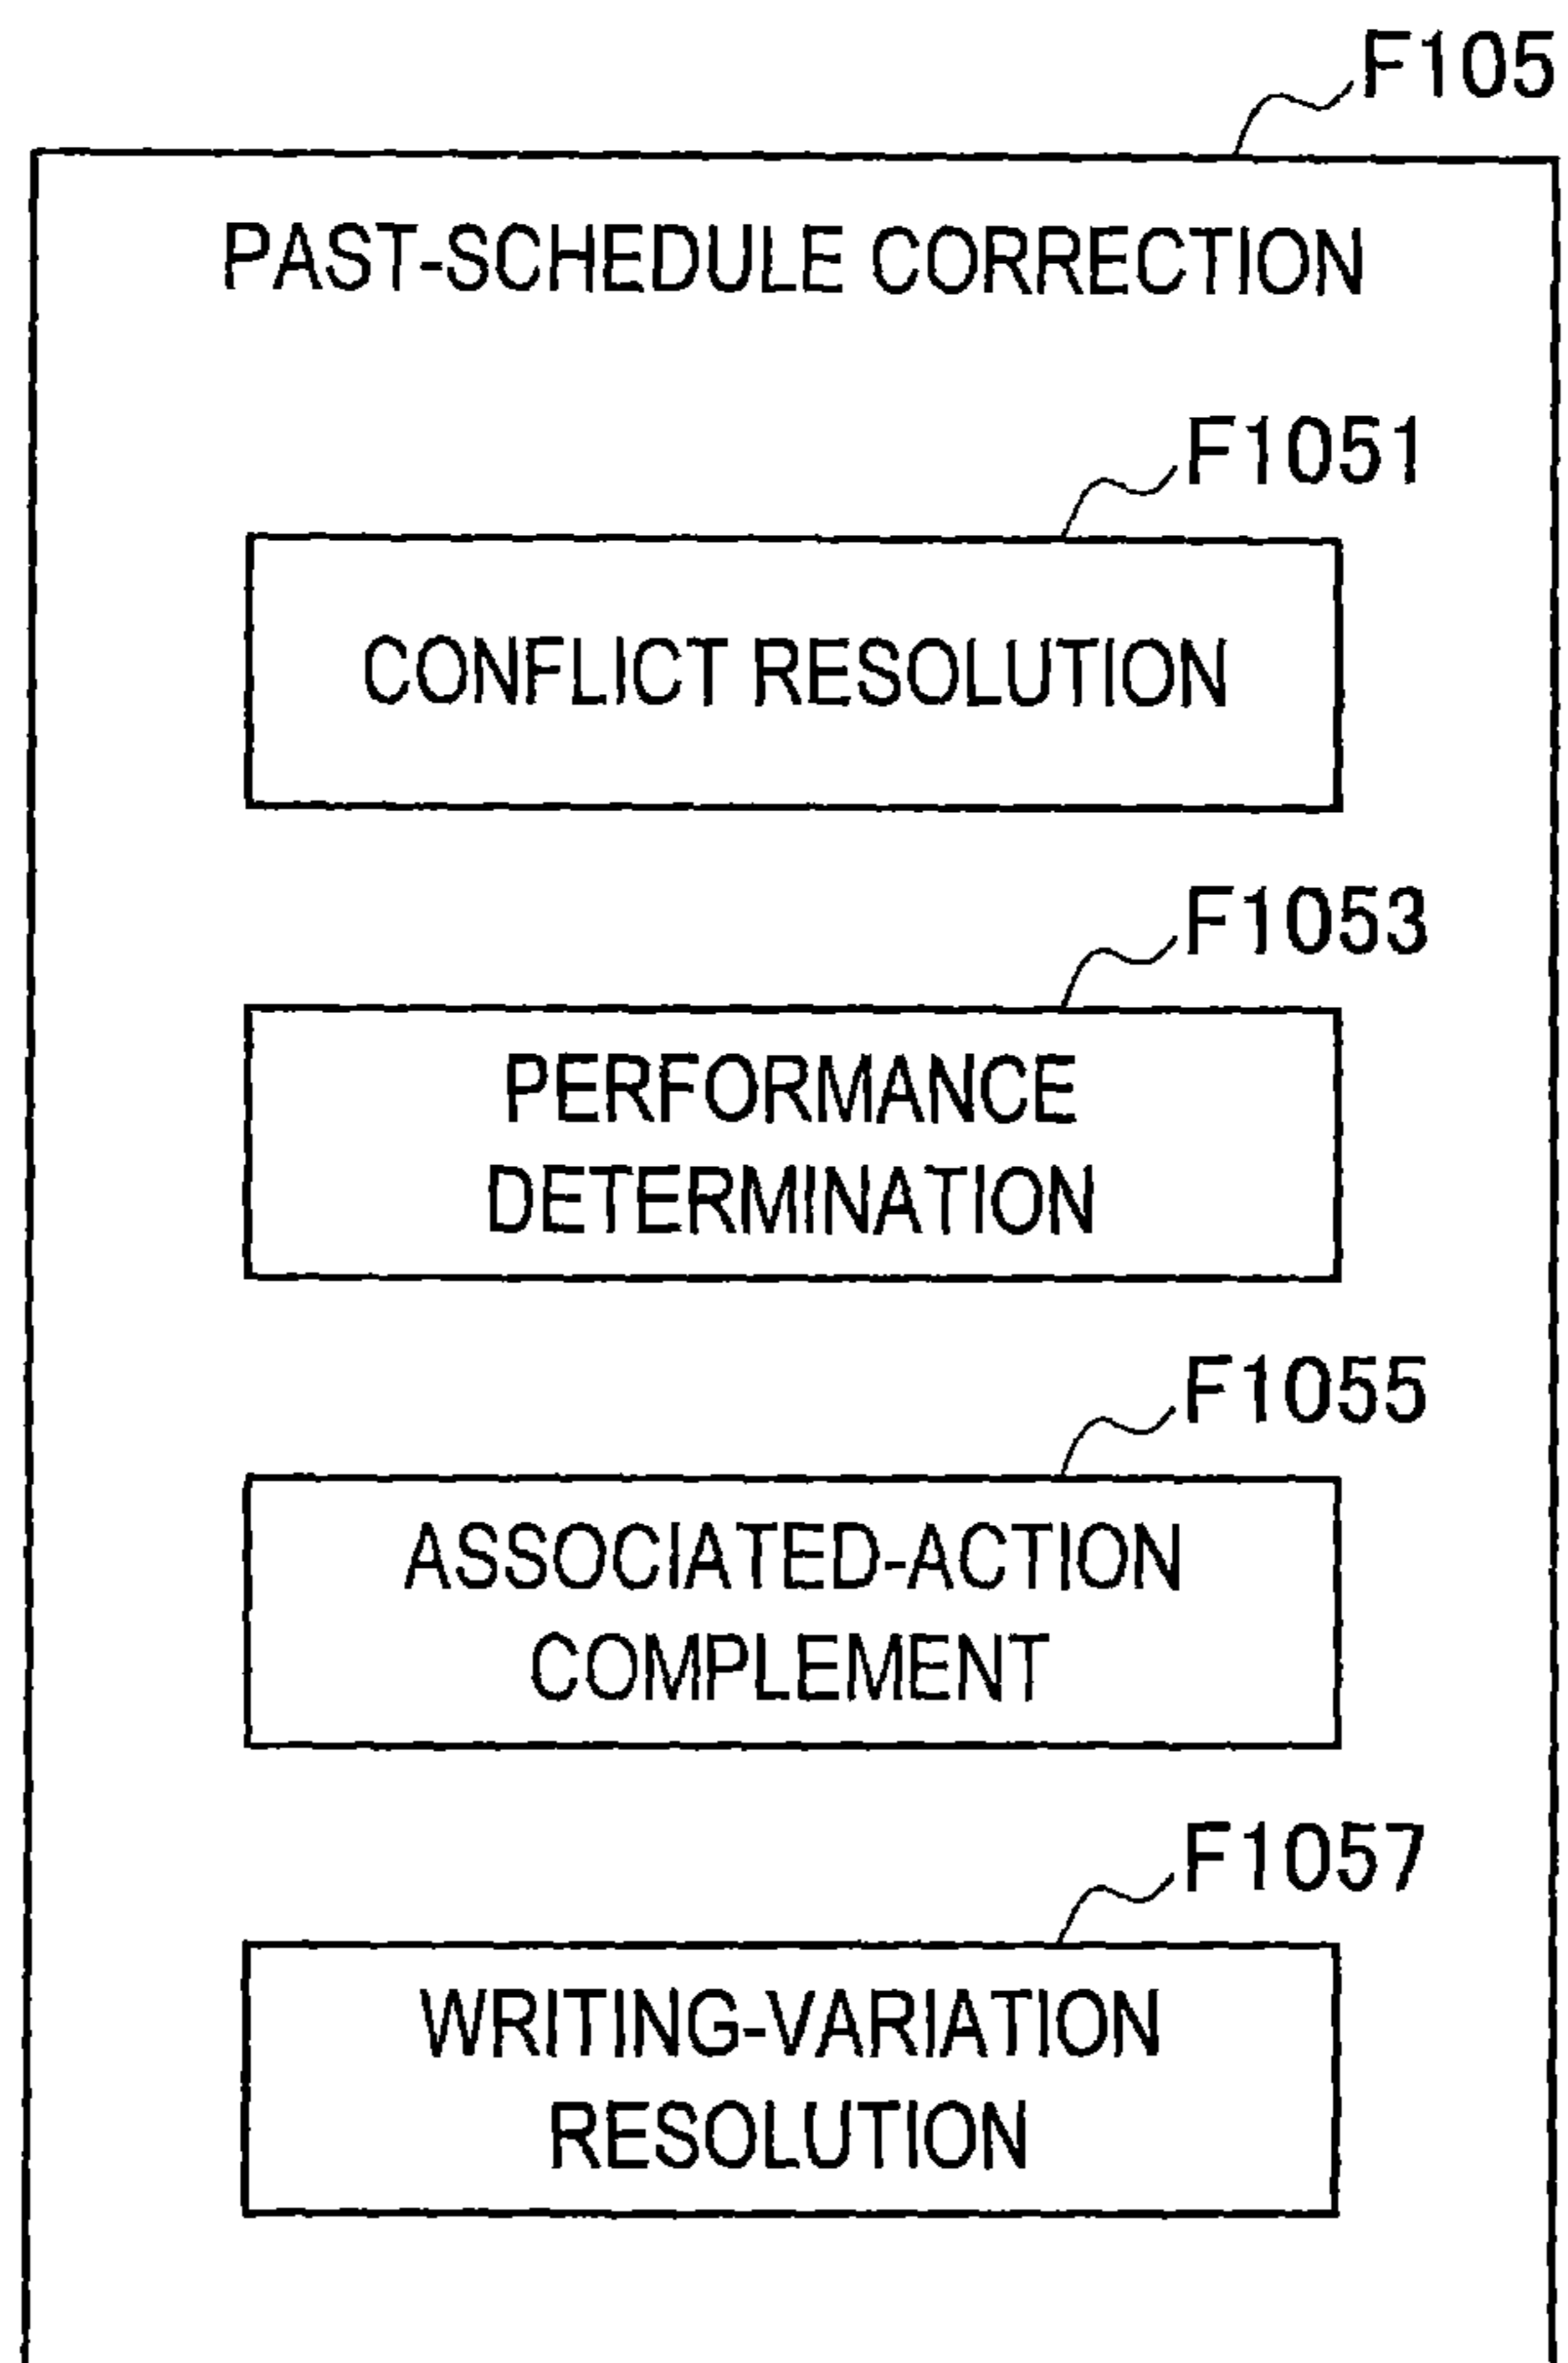 F105
PAST-SCHEDULE CORRECTION
F1051
CONFLICT RESOLUTION
F1053
PERFORMANCE
DETERMINATION
F1055
ASSOCIATED-ACTION
COMPLEMENT
F1057
WRITING-VARIATION
RESOLUTION